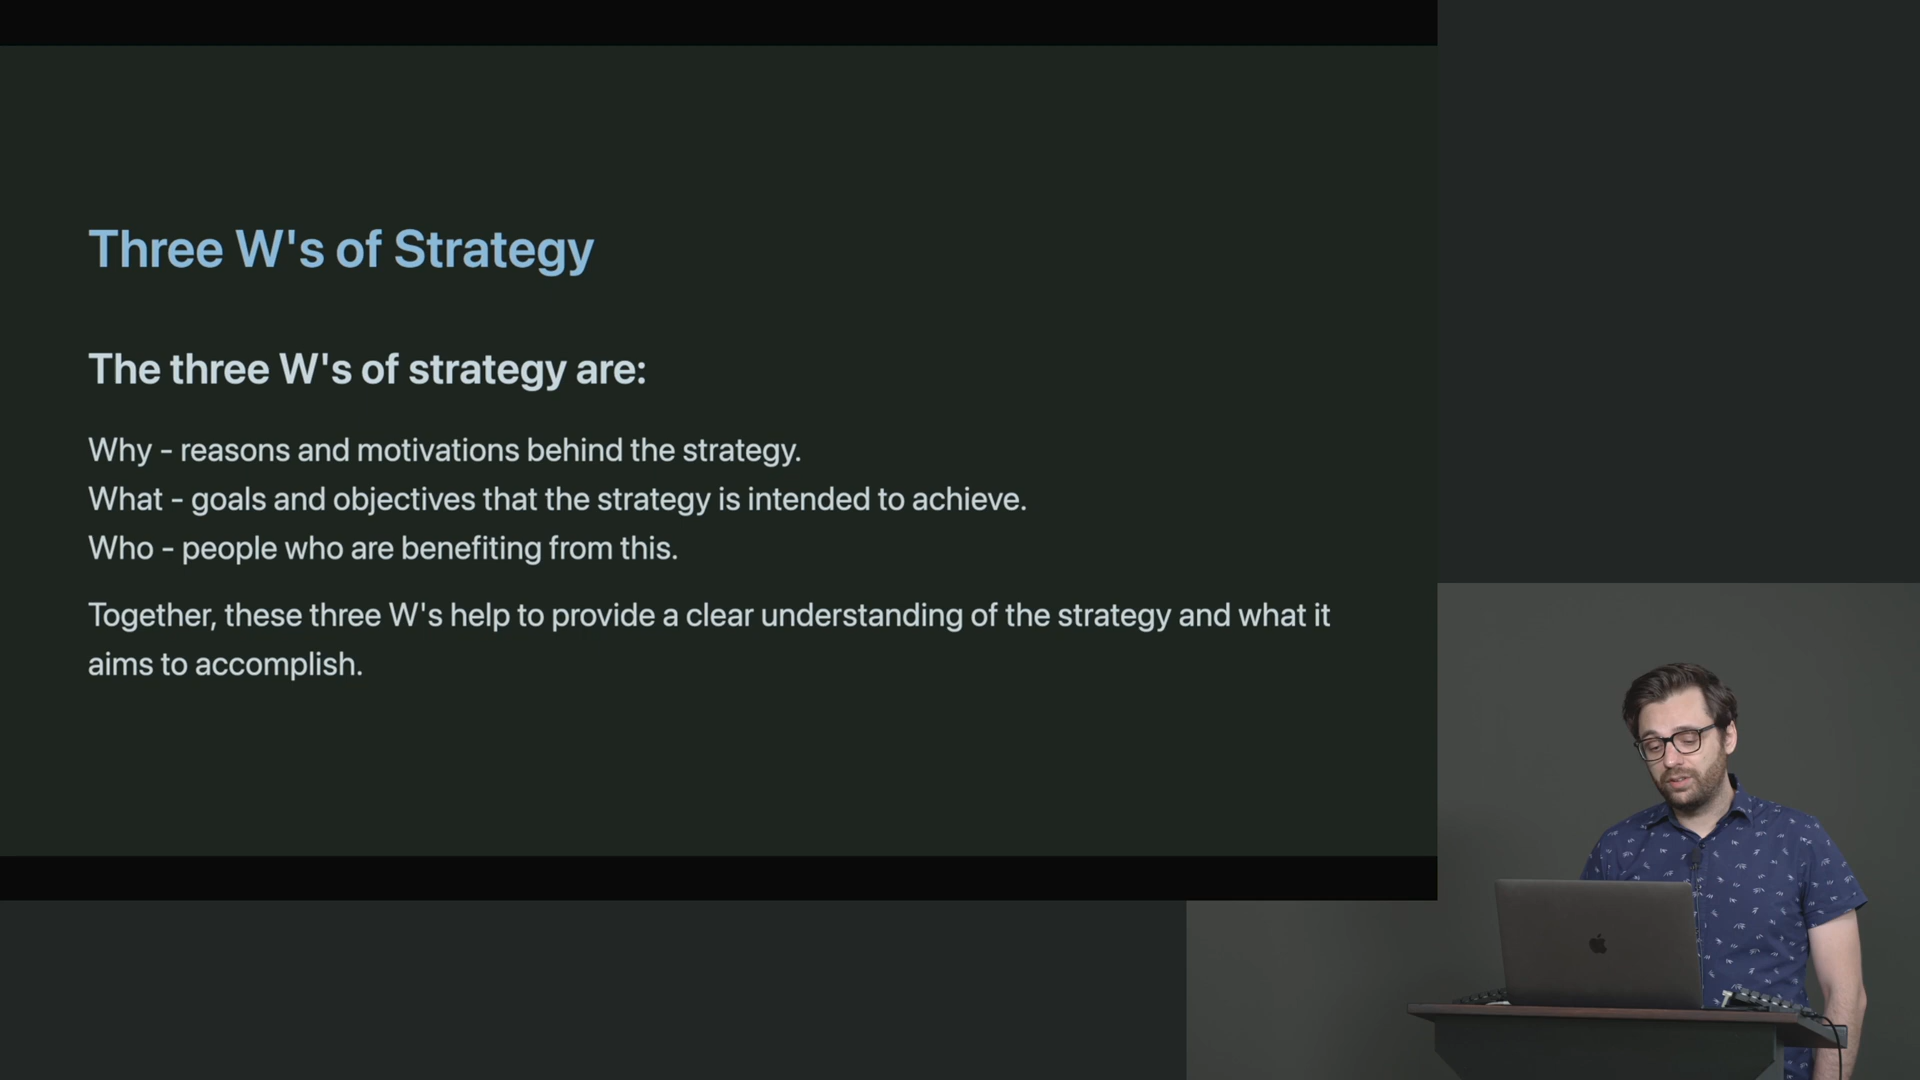 Three W's of Strategy
The three W's of strategy are:
Why - reasons and motivations behind the strategy.
What - goals and objectives that the strategy is intended to achieve.
Who - people who are benefiting from this.
Together, these three W's help to provide a clear understanding of the strategy and what it
aims to accomplish.